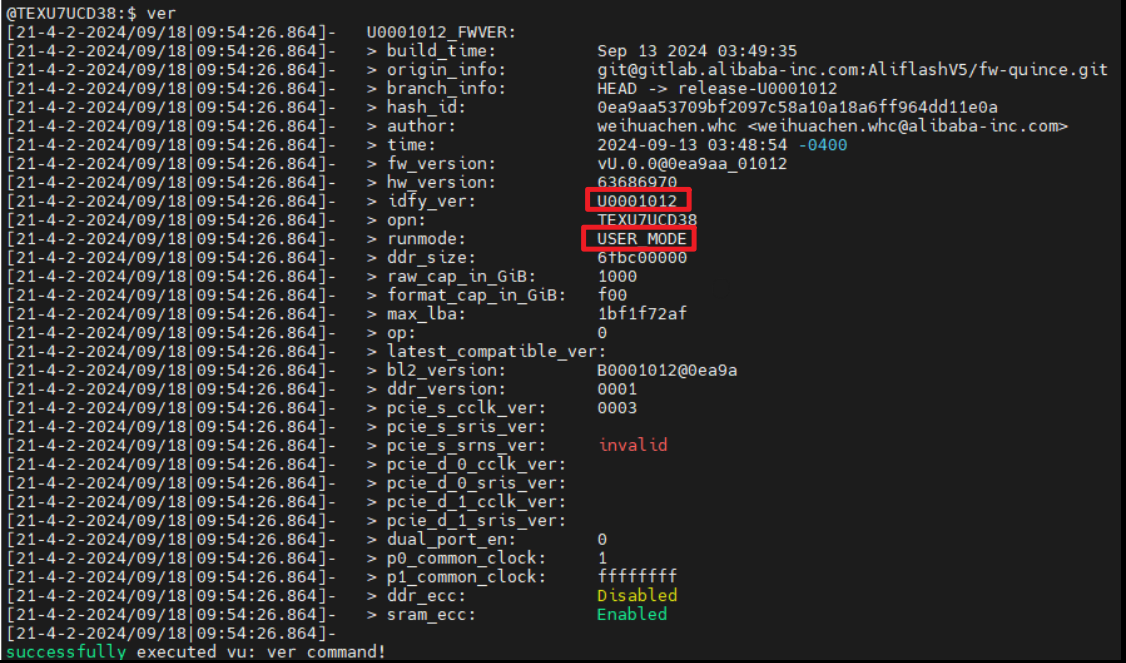 @TEXU7UCD38:$ ver
[21-4-2-2024/09/18|09:54:26.864]- U0001012_FWVER:
[21-4-2-2024/09/18|09:54:26.864]- > build_time: Sep 13 2024 03:49:35
[21-4-2-2024/09/18|09:54:26.864]- > origin_info: git@gitlab.alibaba-inc.com:AliflashV5/fw-quince.git
[21-4-2-2024/09/18|09:54:26.864]- > branch_info: HEAD -> release-U0001012
[21-4-2-2024/09/18|09:54:26.864]- > hash_id: 0ea9aa53709bf2097c58a10a18a6ff964dd11e0a
[21-4-2-2024/09/18|09:54:26.864]- > author: weihuachen.whc <weihuachen.whc@alibaba-inc.com>
[21-4-2-2024/09/18|09:54:26.864]- > time: 2024-09-13 03:48:54 -0400
[21-4-2-2024/09/18|09:54:26.864]- > fw_version: vU.0.0@0ea9aa_01012
[21-4-2-2024/09/18|09:54:26.864]- > hw_version: 63686970
[21-4-2-2024/09/18|09:54:26.864]- > idfy_ver: U0001012
[21-4-2-2024/09/18|09:54:26.864]- > opn: TEXU7UCD38
[21-4-2-2024/09/18|09:54:26.864]- > runmode: USER MODE
[21-4-2-2024/09/18|09:54:26.864]- > ddr_size: 6fbc00000
[21-4-2-2024/09/18|09:54:26.864]- > raw_cap_in_GiB: 1000
[21-4-2-2024/09/18|09:54:26.864]- > format_cap_in_GiB: f00
[21-4-2-2024/09/18|09:54:26.864]- > max_lba: 1bf1f72af
[21-4-2-2024/09/18|09:54:26.864]- > op: 0
[21-4-2-2024/09/18|09:54:26.864]- > latest_compatible_ver:
[21-4-2-2024/09/18|09:54:26.864]- > bl2_version: B0001012@0ea9a
[21-4-2-2024/09/18|09:54:26.864]- > ddr_version: 0001
[21-4-2-2024/09/18|09:54:26.864]- > pcie_s_cclk_ver: 0003
[21-4-2-2024/09/18|09:54:26.864]- > pcie_s_sris_ver:
[21-4-2-2024/09/18|09:54:26.864]- > pcie_s_srns_ver: invalid
[21-4-2-2024/09/18|09:54:26.864]- > pcie_d_0_cclk_ver:
[21-4-2-2024/09/18|09:54:26.864]- > pcie_d_0_sris_ver:
[21-4-2-2024/09/18|09:54:26.864]- > pcie_d_1_cclk_ver:
[21-4-2-2024/09/18|09:54:26.864]- > pcie_d_1_sris_ver:
[21-4-2-2024/09/18|09:54:26.864]- > dual_port_en: 0
[21-4-2-2024/09/18|09:54:26.864]- > p0_common_clock: 1
[21-4-2-2024/09/18|09:54:26.864]- > p1_common_clock: ffffffff
[21-4-2-2024/09/18|09:54:26.864]- > ddr_ecc: Disabled
[21-4-2-2024/09/18|09:54:26.864]- > sram_ecc: Enabled
[21-4-2-2024/09/18|09:54:26.864]-
successfully executed vu: ver command!